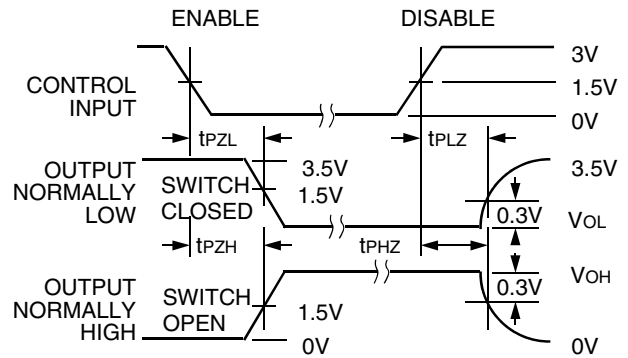 ENABLE DISABLE
3V
CONTROL INPUT 1.5V
0V
tPZL tPLZ
OUTPUT NORMALLY LOW
SWITCH CLOSED
3.5V 3.5V
1.5V
0.3V VOL
tPZH tPHZ
VOH
OUTPUT NORMALLY HIGH
SWITCH OPEN
0.3V
1.5V
0V 0V